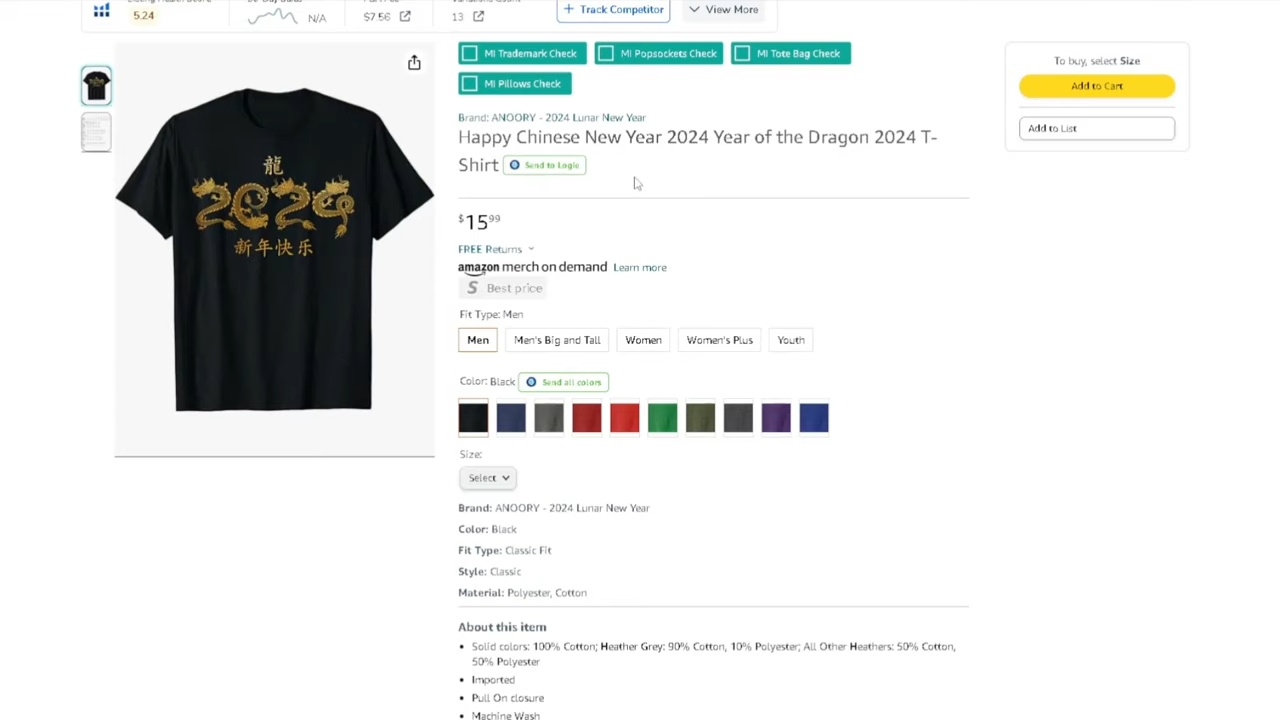 5.24
N/A
$7.56
13
+ Track Competitor
View More
MI Trademark Check
MI Popsockets Check
MI Tote Bag Check
MI Pillows Check
Brand: ANOORY - 2024 Lunar New Year
Happy Chinese New Year 2024 Year of the Dragon 2024 T-
Shirt
Send to Logie
龍
2024
新年快乐
$15.99
FREE Returns
amazon merch on demand Learn more
S Best price
Fit Type: Men
Men
Men's Big and Tall
Women
Women's Plus
Youth
Color: Black
Send all colors
Size:
Select
Brand: ANOORY - 2024 Lunar New Year
Color: Black
Fit Type: Classic Fit
Style: Classic
Material: Polyester, Cotton
About this item
• Solid colors: 100% Cotton; Heather Grey: 90% Cotton, 10% Polyester; All Other Heathers: 50% Cotton,
50% Polyester
• Imported
• Pull On closure
• Machine Wash
To buy, select Size
Add to Cart
Add to List